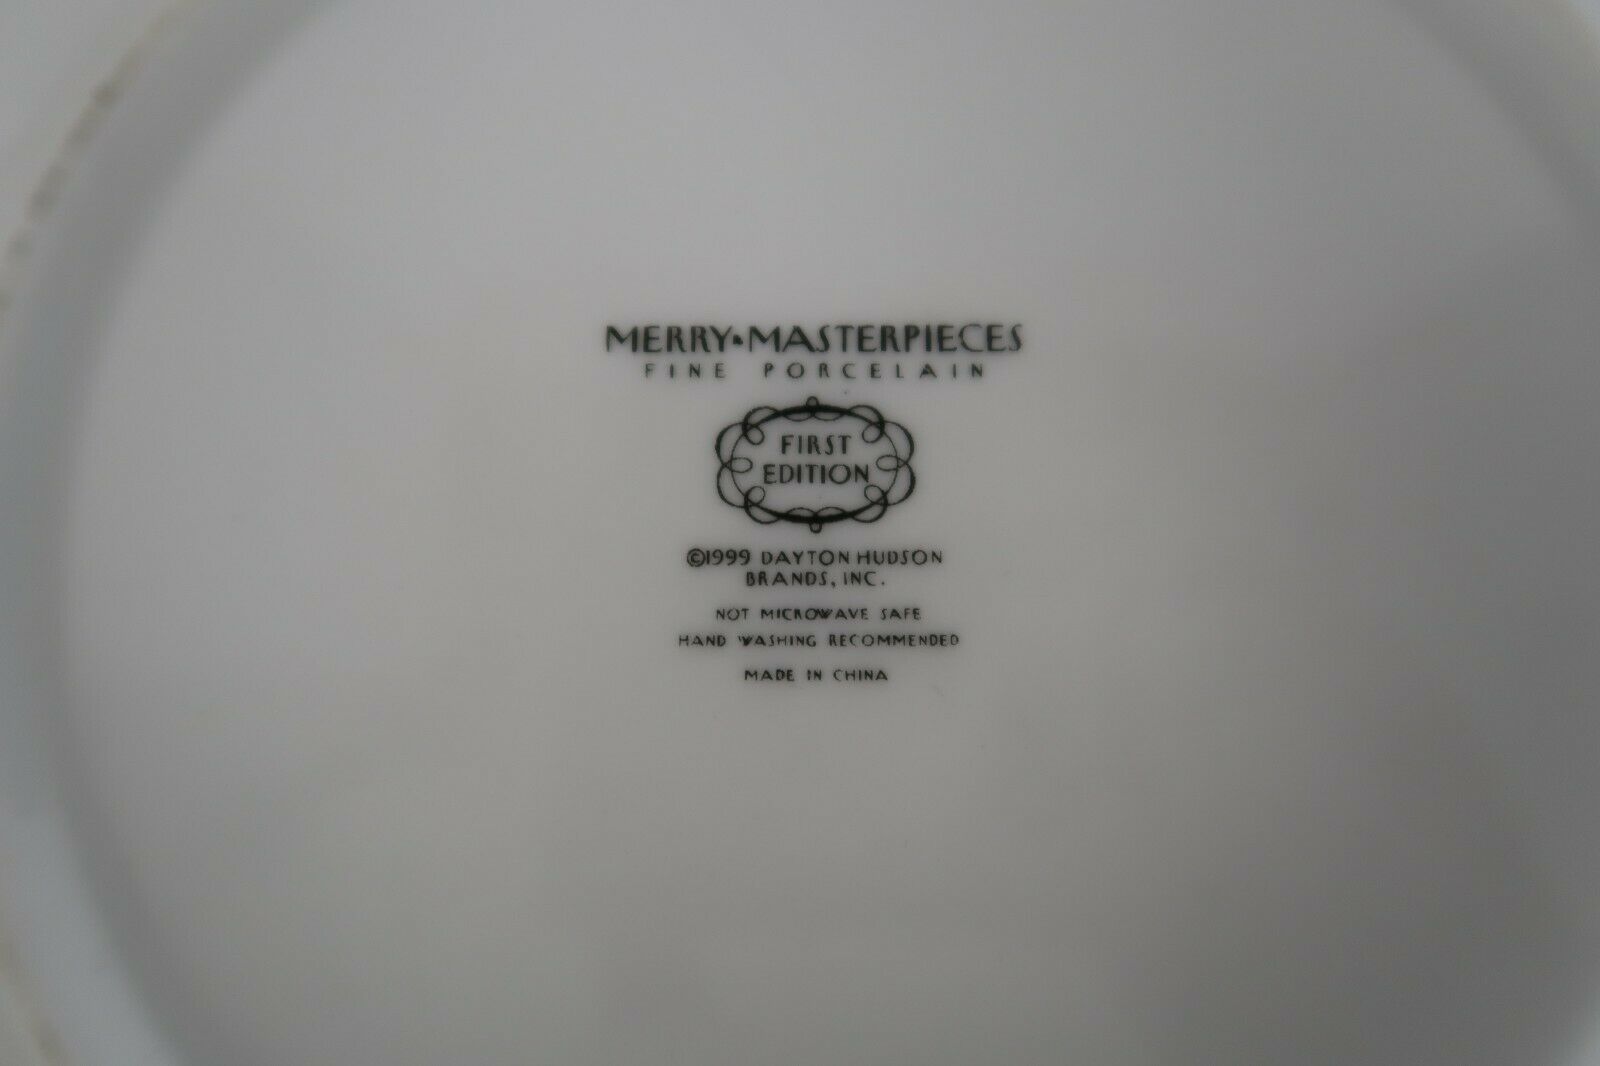 MERRY•MASTERPIECES
FINE PORCELAIN
FIRST
EDITION
©1999 DAYTON HUDSON
BRANDS, INC.
NOT MICROWAVE SAFE
HAND WASHING RECOMMENDED
MADE IN CHINA